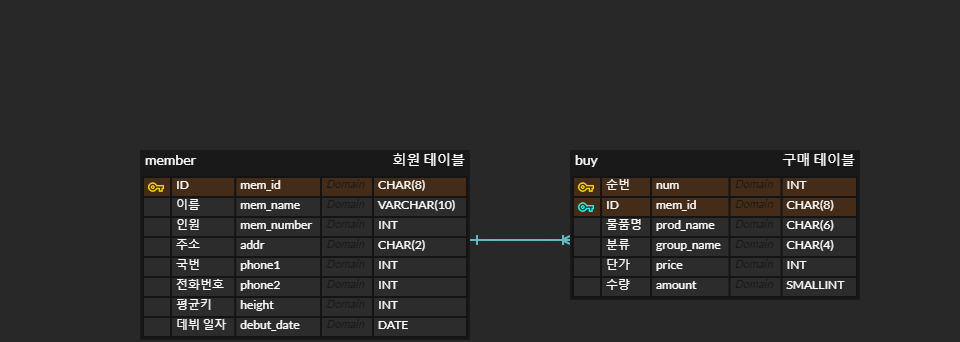 member 회원 테이블
ID mem_id Domain CHAR(8)
이름 mem_name Domain VARCHAR(10)
인원 mem_number Domain INT
주소 addr Domain CHAR(2)
국번 phone1 Domain INT
전화번호 phone2 Domain INT
평균키 height Domain INT
데뷔 일자 debut_date Domain DATE
buy 구매 테이블
순번 num Domain INT
ID mem_id Domain CHAR(8)
물품명 prod_name Domain CHAR(6)
분류 group_name Domain CHAR(4)
단가 price Domain INT
수량 amount Domain SMALLINT